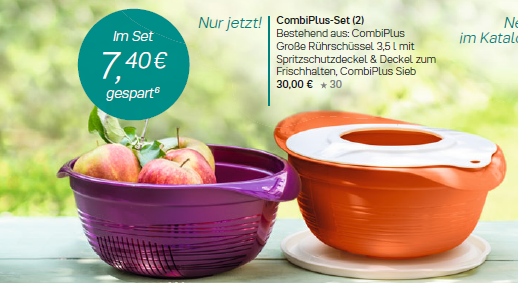 Im Set
7,40 €
gespart⁶
Nur jetzt!
CombiPlus-Set (2)
Bestehend aus: CombiPlus
Große Rührschüssel 3,5 l mit
Spritzschutzdeckel & Deckel zum
Frischhalten, CombiPlus Sieb
30,00 € ★ 30
im